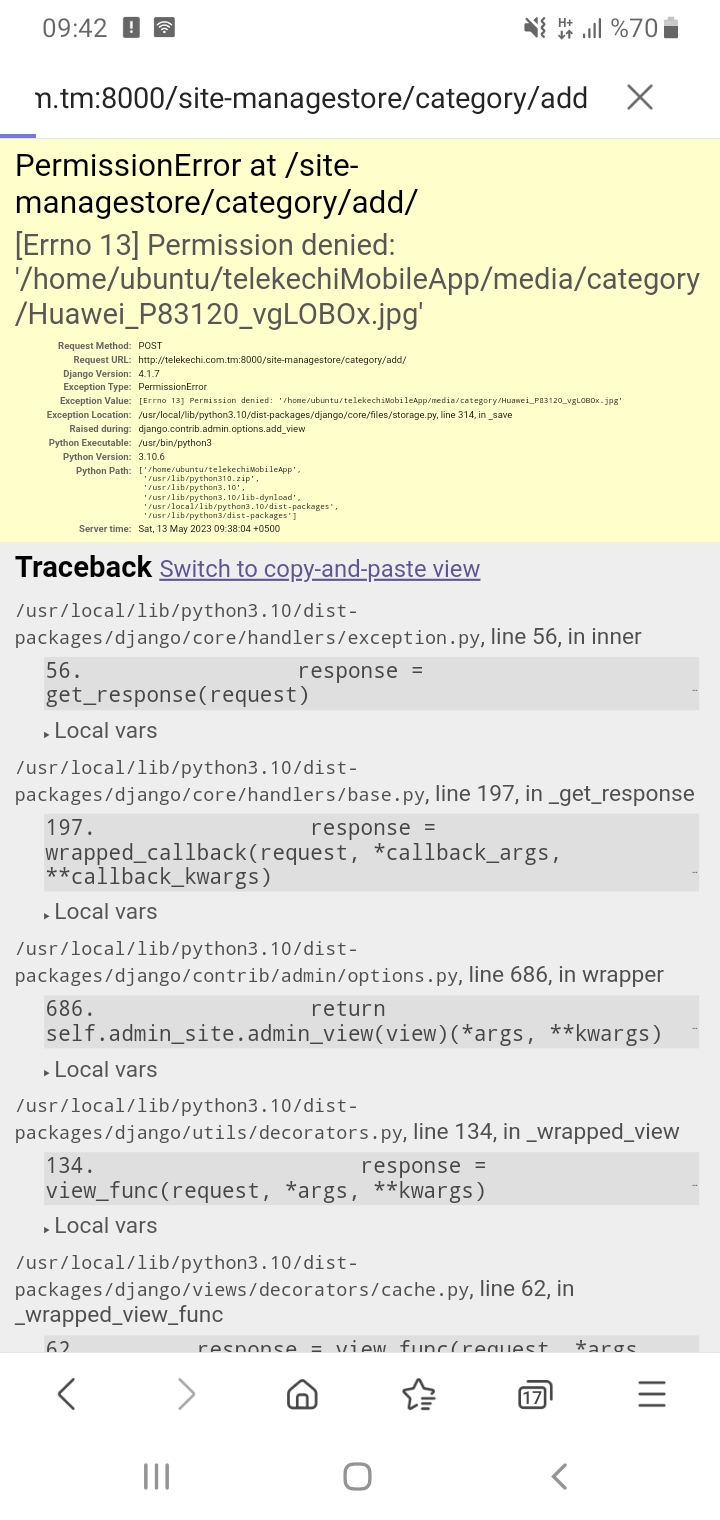 09:42
H+
%70
m.tm:8000/site-managestore/category/add
PermissionError at /site-
managestore/category/add/
[Errno 13] Permission denied:
'/home/ubuntu/telekechiMobileApp/media/category
/Huawei_P83120_vgLOBOx.jpg'
Request Method: POST
Request URL: http://telekechi.com.tm:8000/site-managestore/category/add/
Django Version: 4.1.7
Exception Type: PermissionError
Exception Value: [Errno 13] Permission denied: '/home/ubuntu/telekechiMobileApp/media/category/Huawei_P83120_vgLOBOx.jpg'
Exception Location: /usr/local/lib/python3.10/dist-packages/django/core/files/storage.py, line 314, in _save
Raised during: django.contrib.admin.options.add_view
Python Executable: /usr/bin/python3
Python Version: 3.10.6
Python Path: ['/home/ubuntu/telekechiMobileApp',
'/usr/lib/python310.zip',
'/usr/lib/python3.10',
'/usr/lib/python3.10/lib-dynload',
'/usr/local/lib/python3.10/dist-packages',
'/usr/lib/python3/dist-packages']
Server time: Sat, 13 May 2023 09:38:04 +0500
Traceback Switch to copy-and-paste view
/usr/local/lib/python3.10/dist-
packages/django/core/handlers/exception.py, line 56, in inner
56. response =
get_response(request)
Local vars
/usr/local/lib/python3.10/dist-
packages/django/core/handlers/base.py, line 197, in _get_response
197. response =
wrapped_callback(request, *callback_args,
**callback_kwargs)
Local vars
/usr/local/lib/python3.10/dist-
packages/django/contrib/admin/options.py, line 686, in wrapper
686. return
self.admin_site.admin_view(view)(*args, **kwargs)
Local vars
/usr/local/lib/python3.10/dist-
packages/django/utils/decorators.py, line 134, in _wrapped_view
134. response =
view_func(request, *args, **kwargs)
Local vars
/usr/local/lib/python3.10/dist-
packages/django/views/decorators/cache.py, line 62, in
_wrapped_view_func
62. response = view_func(request, *args,
17